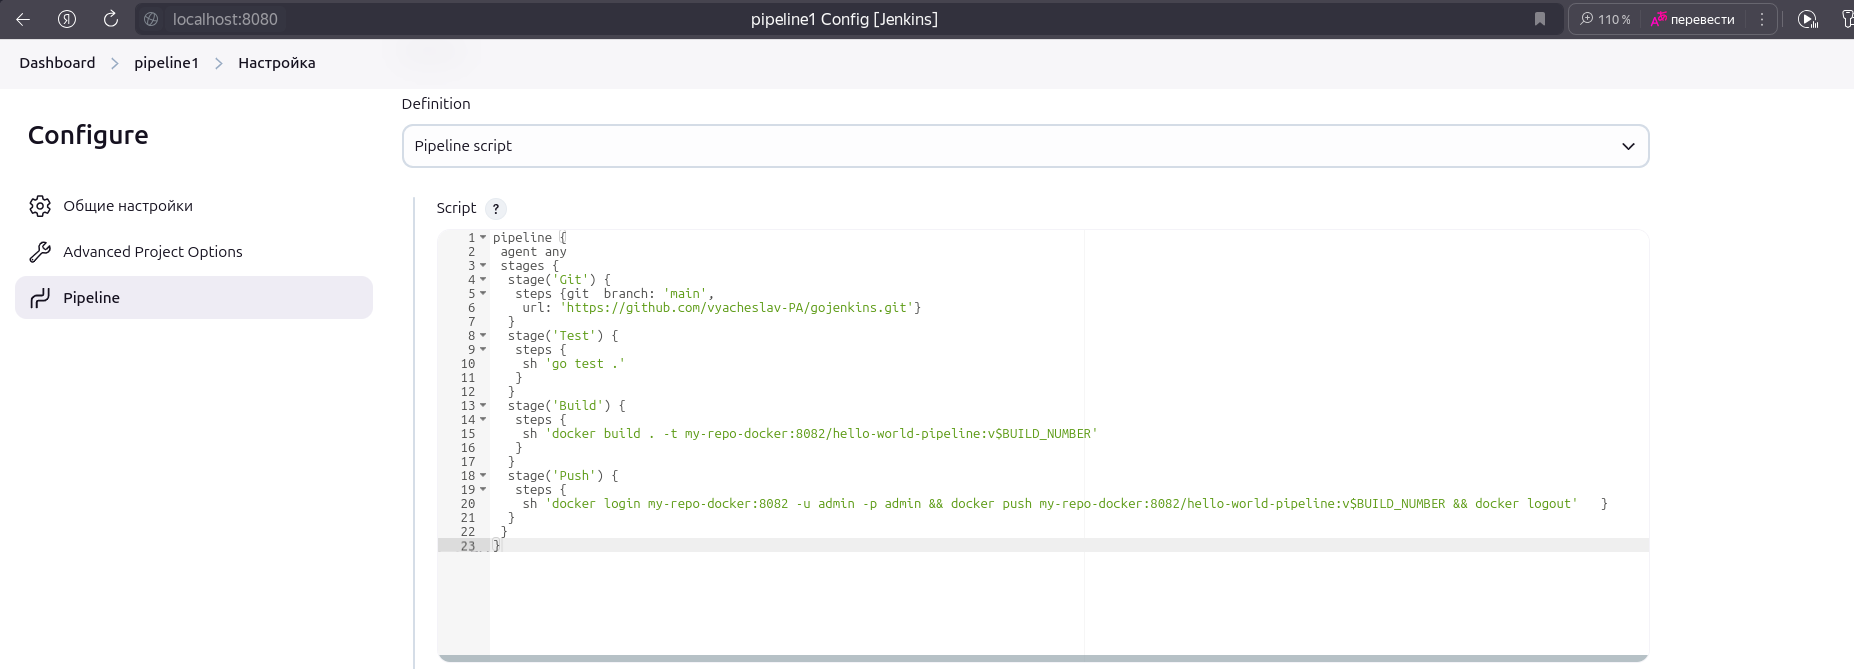 localhost:8080
pipeline1 Config [Jenkins]
110 %
перевести
Dashboard > pipeline1 > Настройка
Configure
Общие настройки
Advanced Project Options
Pipeline
Definition
Pipeline script
Script ?
1 pipeline {
2  agent any
3  stages {
4   stage('Git') {
5    steps {git  branch: 'main',
6     url: 'https://github.com/vyacheslav-PA/gojenkins.git'}
7    }
8   stage('Test') {
9    steps {
10     sh 'go test .'
11    }
12   }
13   stage('Build') {
14    steps {
15     sh 'docker build . -t my-repo-docker:8082/hello-world-pipeline:v$BUILD_NUMBER'
16    }
17   }
18   stage('Push') {
19    steps {
20     sh 'docker login my-repo-docker:8082 -u admin -p admin && docker push my-repo-docker:8082/hello-world-pipeline:v$BUILD_NUMBER && docker logout'   }
21   }
22  }
23 }